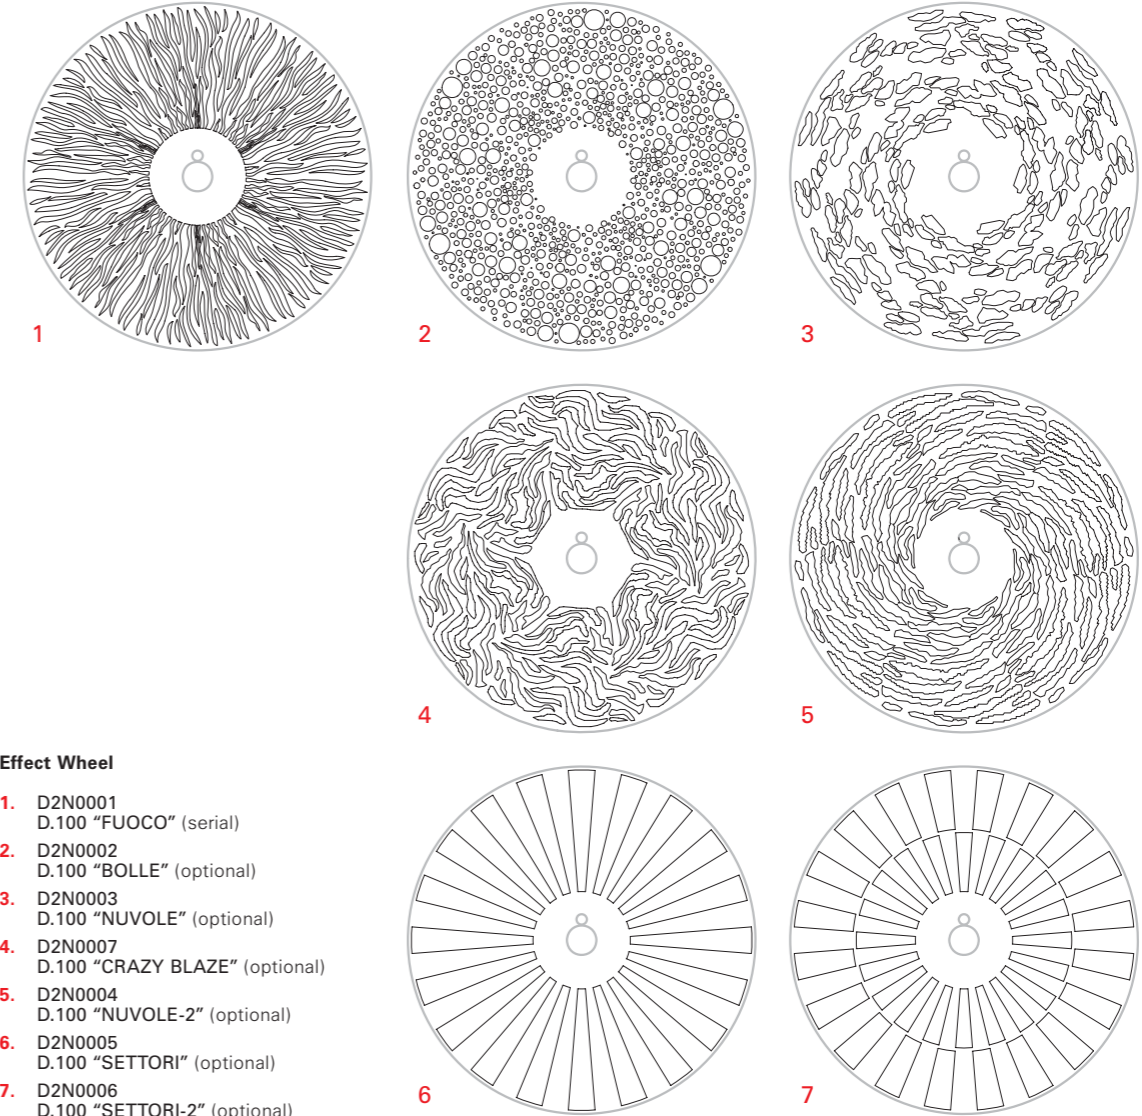 1
2
3
4
5
Effect Wheel
1. D2N0001
D.100 “FUOCO” (serial)
2. D2N0002
D.100 “BOLLE” (optional)
3. D2N0003
D.100 “NUVOLE” (optional)
4. D2N0007
D.100 “CRAZY BLAZE” (optional)
5. D2N0004
D.100 “NUVOLE-2” (optional)
6. D2N0005
D.100 “SETTORI” (optional)
7. D2N0006
D.100 “SETTORI-2” (optional)
6
7